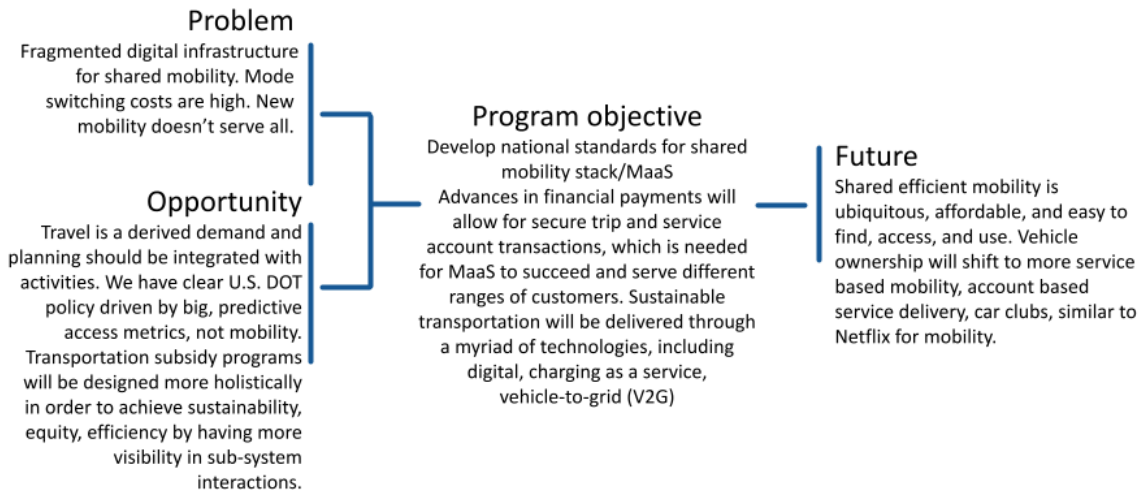 Problem
Fragmented digital infrastructure
for shared mobility. Mode
switching costs are high. New
mobility doesn't serve all.
Opportunity
Travel is a derived demand and
planning should be integrated with
activities. We have clear U.S. DOT
policy driven by big, predictive
access metrics, not mobility.
Transportation subsidy programs
will be designed more holistically
in order to achieve sustainability,
equity, efficiency by having more
visibility in sub-system
interactions.
Program objective
Develop national standards for shared
mobility stack/MaaS
Advances in financial payments will
allow for secure trip and service
account transactions, which is needed
for MaaS to succeed and serve different
ranges of customers. Sustainable
transportation will be delivered through
a myriad of technologies, including
digital, charging as a service,
vehicle-to-grid (V2G)
Future
Shared efficient mobility is
ubiquitous, affordable, and easy to
find, access, and use. Vehicle
ownership will shift to more service
based mobility, account based
service delivery, car clubs, similar to
Netflix for mobility.